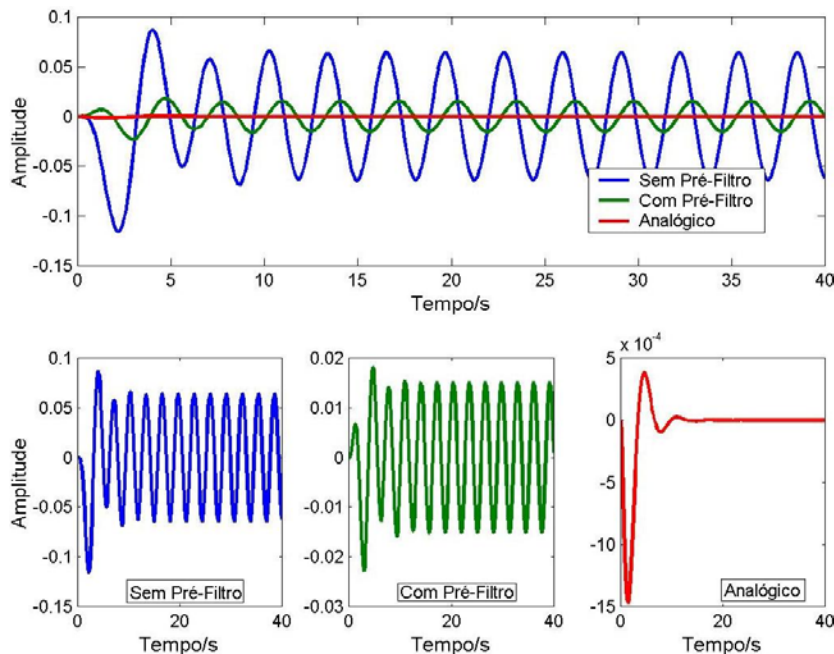 0.1
0.05
0
-0.05
-0.1
-0.15
Amplitude
Sem Pré-Filtro
Com Pré-Filtro
Analógico
0 5 10 15 20 25 30 35 40
Tempo/s
0.1
0.05
0
-0.05
-0.1
-0.15
Amplitude
Sem Pré-Filtro
0 20 40
Tempo/s
0.02
0.01
0
-0.01
-0.02
-0.03
Com Pré-Filtro
0 20 40
Tempo/s
x 10⁻⁴
5
0
-5
-10
-15
Analógico
0 20 40
Tempo/s